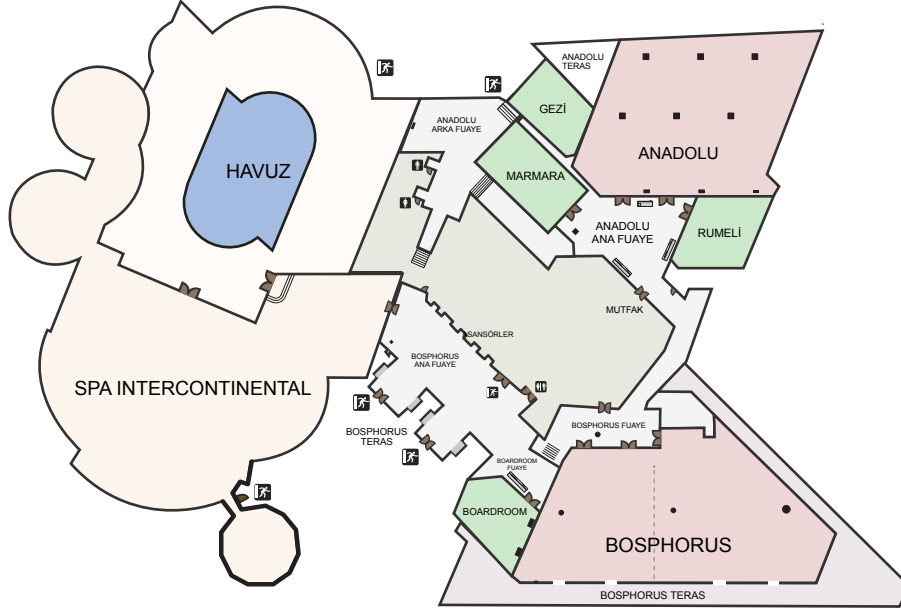 ANADOLU
TERAS
GEZİ
ANADOLU
ARKA FUAYE
HAVUZ
ANADOLU
MARMARA
ANADOLU
ANA FUAYE
RUMELİ
MUTFAK
SANSÖRLER
BOSPHORUS
ANA FUAYE
SPA INTERCONTINENTAL
BOSPHORUS
TERAS
BOSPHORUS FUAYE
BOARDROOM
FUAYE
BOARDROOM
BOSPHORUS
BOSPHORUS TERAS